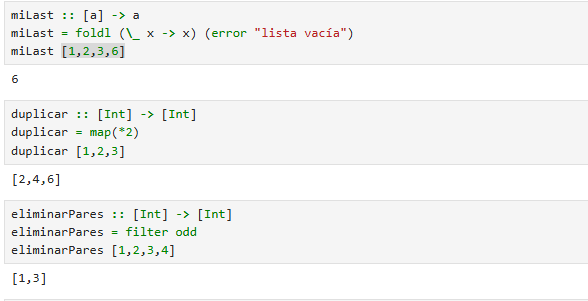 miLast :: [a] -> a
miLast = foldl (\_ x -> x) (error "lista vacía")
miLast [1,2,3,6]
6
duplicar :: [Int] -> [Int]
duplicar = map(*2)
duplicar [1,2,3]
[2,4,6]
eliminarPares :: [Int] -> [Int]
eliminarPares = filter odd
eliminarPares [1,2,3,4]
[1,3]